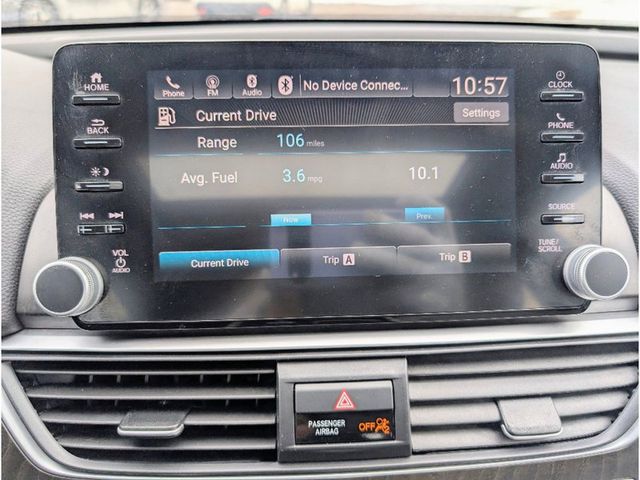 HOME
BACK
VOL
AUDIO
Phone
FM
Audio
No Device Connec...
10:57
Current Drive
Settings
Range 106 miles
Avg. Fuel 3.6 mpg 10.1
Now Prev.
Current Drive Trip A Trip B
CLOCK
PHONE
AUDIO
SOURCE
TUNE/
SCROLL
PASSENGER
AIRBAG
OFF 2